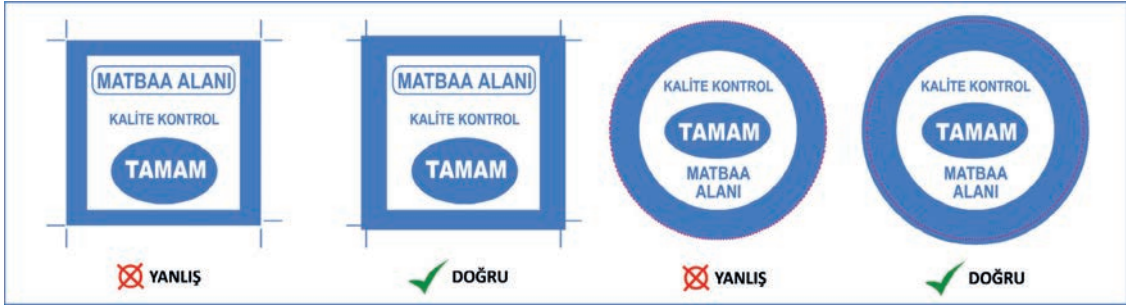 MATBAA ALANI
KALİTE KONTROL
TAMAM
YANLIŞ
MATBAA ALANI
KALİTE KONTROL
TAMAM
DOĞRU
KALİTE KONTROL
TAMAM
MATBAA
ALANI
YANLIŞ
KALİTE KONTROL
TAMAM
MATBAA
ALANI
DOĞRU